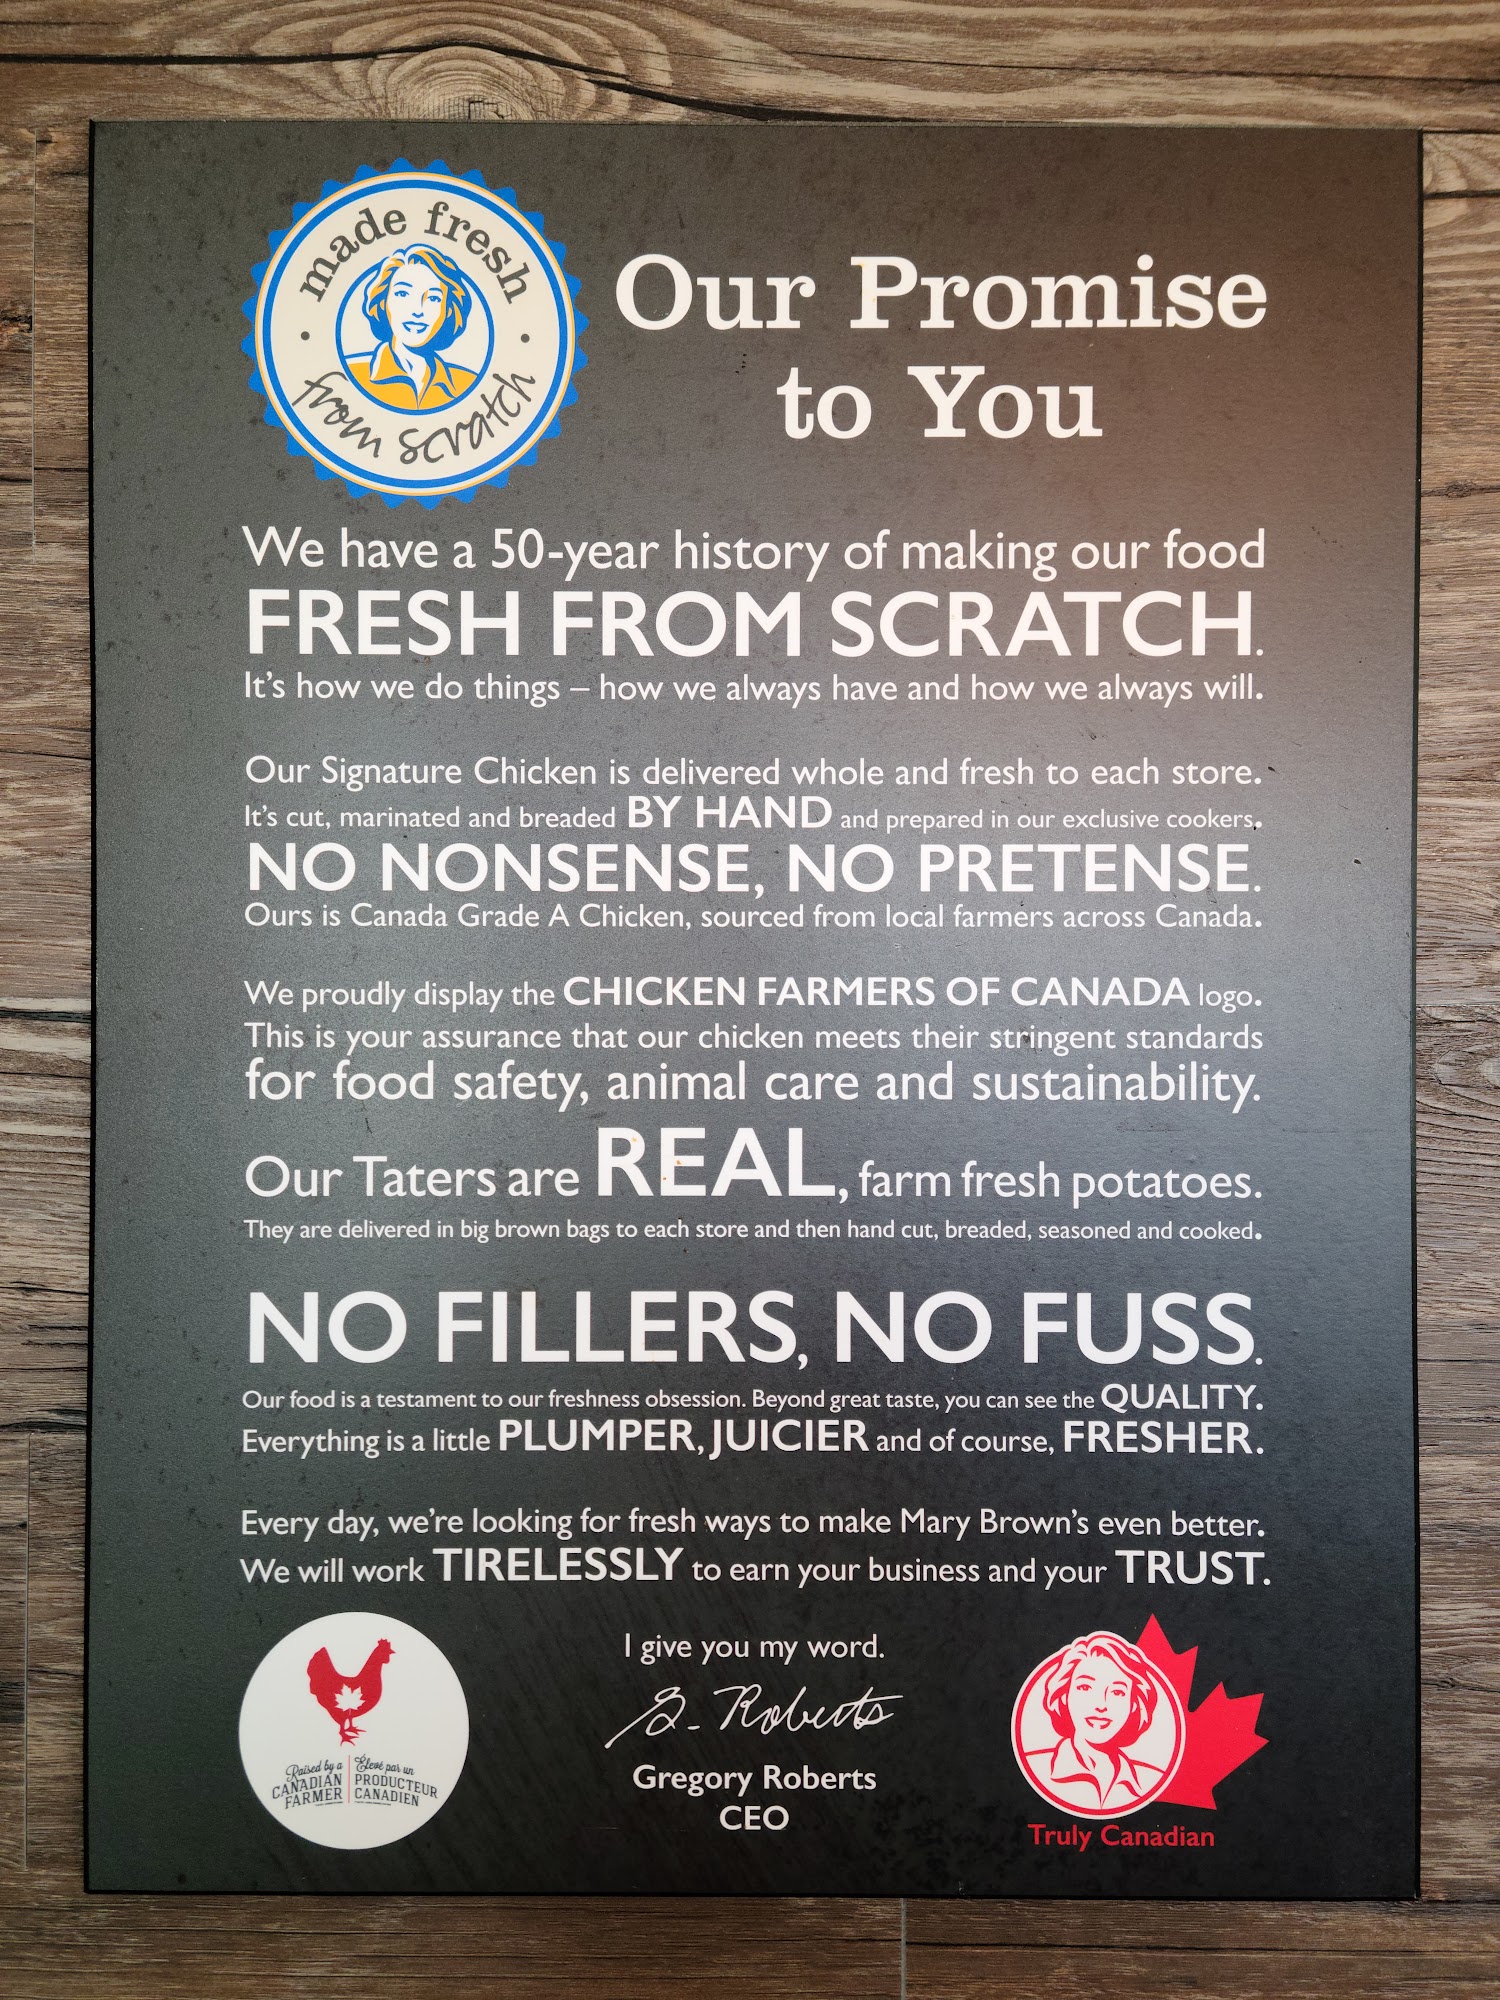 made fresh
from scratch
Our Promise
to You
We have a 50-year history of making our food
FRESH FROM SCRATCH.
It's how we do things – how we always have and how we always will.
Our Signature Chicken is delivered whole and fresh to each store.
It's cut, marinated and breaded BY HAND and prepared in our exclusive cookers.
NO NONSENSE, NO PRETENSE.
Ours is Canada Grade A Chicken, sourced from local farmers across Canada.
We proudly display the CHICKEN FARMERS OF CANADA logo.
This is your assurance that our chicken meets their stringent standards
for food safety, animal care and sustainability.
Our Taters are REAL, farm fresh potatoes.
They are delivered in big brown bags to each store and then hand cut, breaded, seasoned and cooked.
NO FILLERS, NO FUSS.
Our food is a testament to our freshness obsession. Beyond great taste, you can see the QUALITY.
Everything is a little PLUMPER, JUICIER and of course, FRESHER.
Every day, we're looking for fresh ways to make Mary Brown's even better.
We will work TIRELESSLY to earn your business and your TRUST.
I give you my word.
G. Roberts
Gregory Roberts
CEO
Raised by a
CANADIAN
FARMER
Élevé par un
PRODUCTEUR
CANADIEN
Truly Canadian